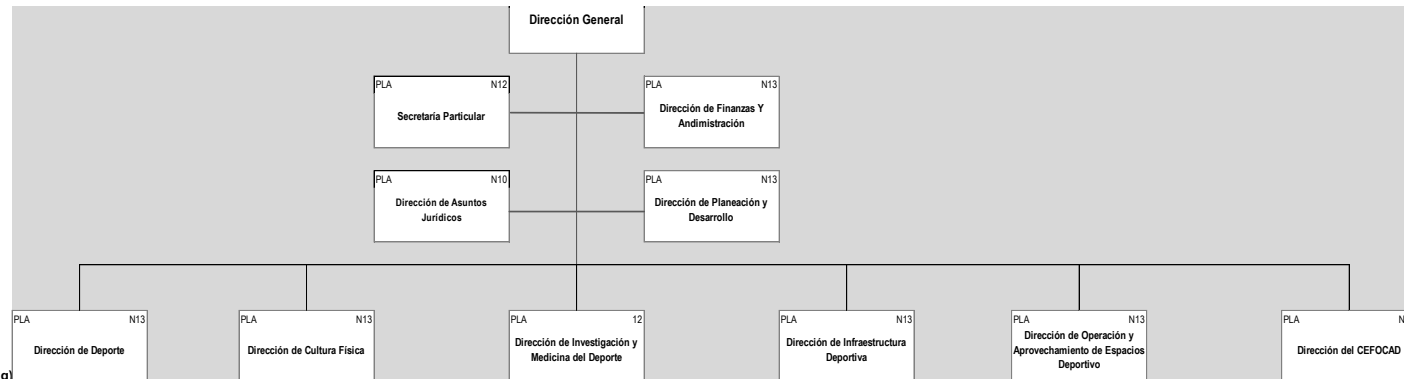 Dirección General
PLA N12
Secretaría Particular
PLA N13
Dirección de Finanzas Y
Andimistración
PLA N10
Dirección de Asuntos
Jurídicos
PLA N13
Dirección de Planeación y
Desarrollo
PLA N13
Dirección de Deporte
PLA N13
Dirección de Cultura Física
PLA 12
Dirección de Investigación y
Medicina del Deporte
PLA N13
Dirección de Infraestructura
Deportiva
PLA N13
Dirección de Operación y
Aprovechamiento de Espacios
Deportivo
PLA
Dirección del CEFOCAD